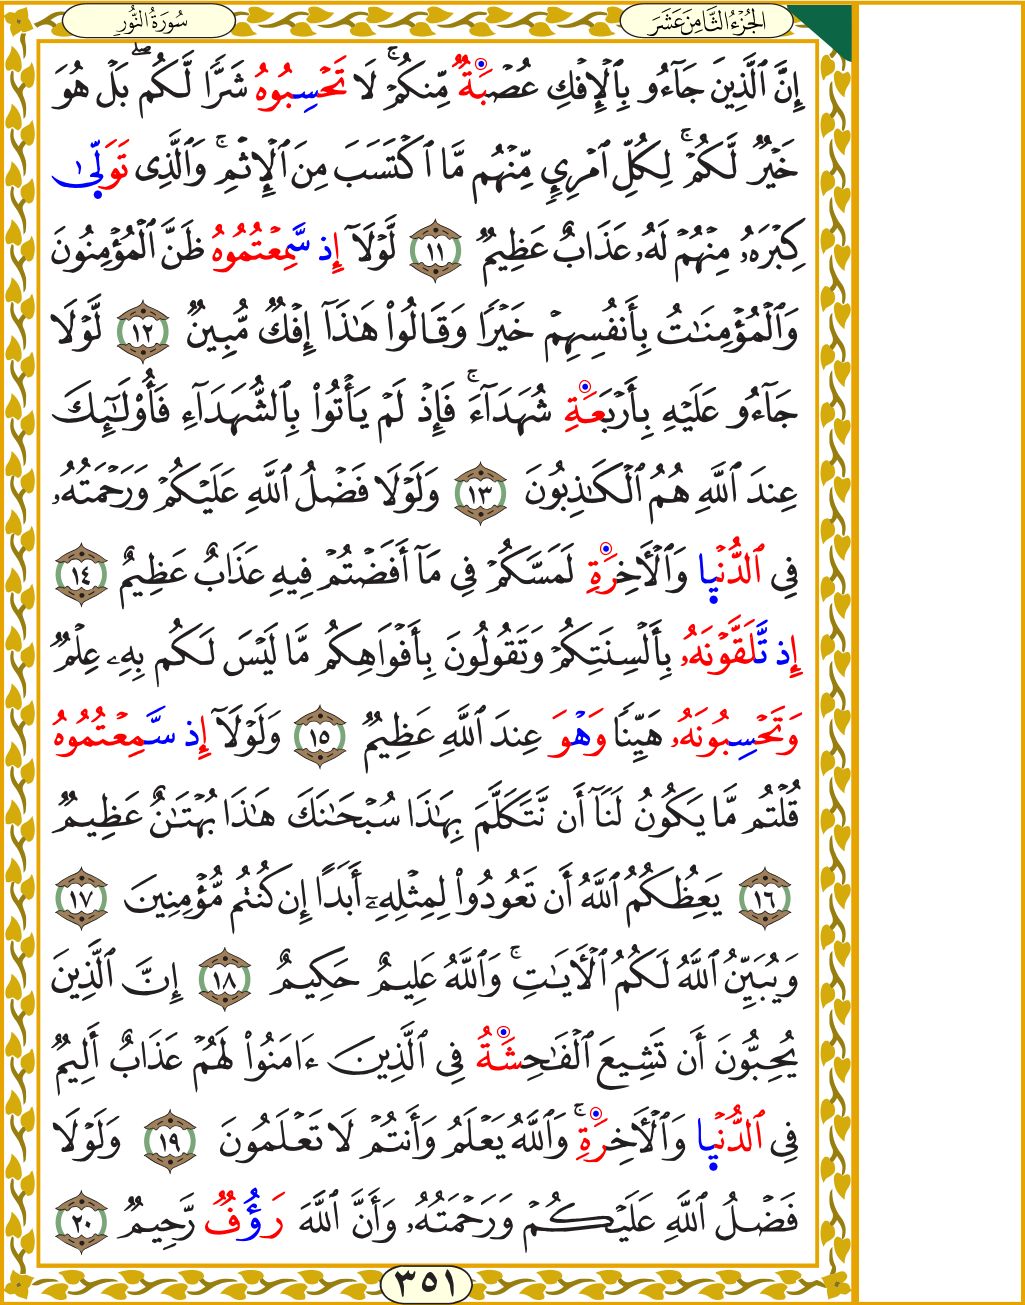 الجُزْءُ الثَّامِنَ عَشَرَ
سُورَةُ النُّورِ
إِنَّ ٱلَّذِينَ جَآءُو بِٱلۡإِفۡكِ عُصۡبَةٌ مِّنكُمۡۚ لَا تَحۡسِبُوهُ شَرّٗا لَّكُمۖ بَلۡ هُوَ
خَيۡرٌ لَّكُمۡۚ لِكُلِّ ٱمۡرِيٕٖ مِّنۡهُم مَّا ٱكۡتَسَبَ مِنَ ٱلۡإِثۡمِۚ وَٱلَّذِى تَوَلَّىٰ
كِبۡرَهُۥ مِنۡهُمۡ لَهُۥ عَذَابٌ عَظِيمٌ ١١ لَّوۡلَآ إِذ سَّمِعۡتُمُوهُ ظَنَّ ٱلۡمُؤۡمِنُونَ
وَٱلۡمُؤۡمِنَٰتُ بِأَنفُسِهِمۡ خَيۡرٗا وَقَالُواْ هَٰذَآ إِفۡكٌ مُّبِينٌ ١٢ لَّوۡلَا
جَآءُو عَلَيۡهِ بِأَرۡبَعَةِ شُهَدَآءَۚ فَإِذۡ لَمۡ يَأۡتُواْ بِٱلشُّهَدَآءِ فَأُوْلَٰٓئِكَ
عِندَ ٱللَّهِ هُمُ ٱلۡكَٰذِبُونَ ١٣ وَلَوۡلَا فَضۡلُ ٱللَّهِ عَلَيۡكُمۡ وَرَحۡمَتُهُۥ
فِى ٱلدُّنۡيَا وَٱلۡأَخِرَةِ لَمَسَّكُمۡ فِى مَآ أَفَضۡتُمۡ فِيهِ عَذَابٌ عَظِيمٌ ١٤
إِذ تَّلَقَّوۡنَهُۥ بِأَلۡسِنَتِكُمۡ وَتَقُولُونَ بِأَفۡوَاهِكُم مَّا لَيۡسَ لَكُم بِهِۦ عِلۡمٌ
وَتَحۡسِبُونَهُۥ هَيِّنٗا وَهۡوَ عِندَ ٱللَّهِ عَظِيمٌ ١٥ وَلَوۡلَآ إِذ سَّمِعۡتُمُوهُ
قُلۡتُم مَّا يَكُونُ لَنَآ أَن نَّتَكَلَّمَ بِهَٰذَا سُبۡحَٰنَكَ هَٰذَا بُهۡتَٰنٌ عَظِيمٌ
١٦ يَعِظُكُمُ ٱللَّهُ أَن تَعُودُواْ لِمِثۡلِهِۦٓ أَبَدًا إِن كُنتُم مُّؤۡمِنِينَ ١٧
وَيُبَيِّنُ ٱللَّهُ لَكُمُ ٱلۡأَيَٰتِۚ وَٱللَّهُ عَلِيمٌ حَكِيمٌ ١٨ إِنَّ ٱلَّذِينَ
يُحِبُّونَ أَن تَشِيعَ ٱلۡفَٰحِشَةُ فِى ٱلَّذِينَ ءَامَنُواْ لَهُمۡ عَذَابٌ أَلِيمٌ
فِى ٱلدُّنۡيَا وَٱلۡأَخِرَةِۚ وَٱللَّهُ يَعۡلَمُ وَأَنتُمۡ لَا تَعۡلَمُونَ ١٩ وَلَوۡلَا
فَضۡلُ ٱللَّهِ عَلَيۡكُمۡ وَرَحۡمَتُهُۥ وَأَنَّ ٱللَّهَ رَؤُفٌ رَّحِيمٌ ٢٠
٣٥١